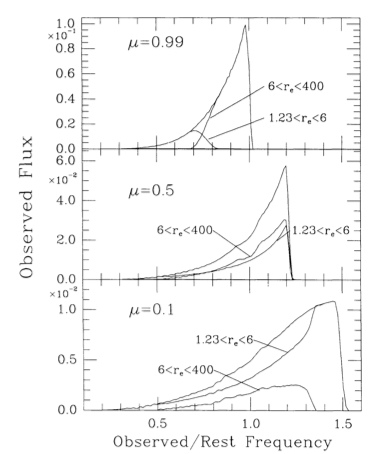 1.0
×10⁻¹
0.8
0.6
0.4
0.2
0.0
μ=0.99
6<rₑ<400
1.23<rₑ<6
6.0
×10⁻²
4.0
2.0
0.0
μ=0.5
6<rₑ<400
1.23<rₑ<6
×10⁻²
1.0
0.5
0.0
μ=0.1
1.23<rₑ<6
6<rₑ<400
0.5
1.0
1.5
Observed Flux
Observed/Rest Frequency